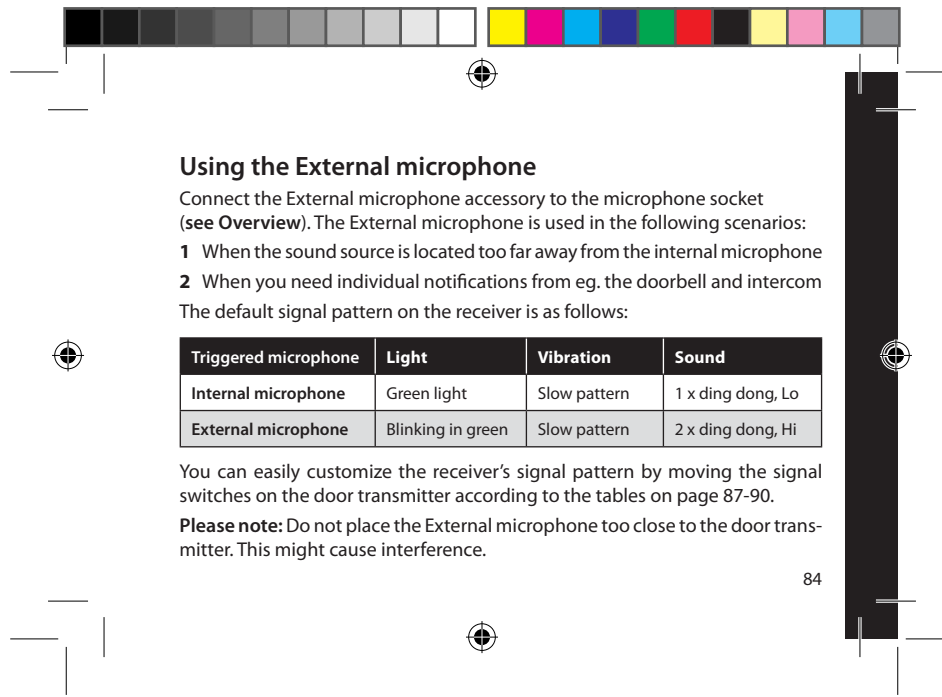 Using the External microphone
Connect the External microphone accessory to the microphone socket
(see Overview). The External microphone is used in the following scenarios:
1 When the sound source is located too far away from the internal microphone
2 When you need individual notifications from eg. the doorbell and intercom
The default signal pattern on the receiver is as follows:
Triggered microphone Light Vibration Sound
Internal microphone Green light Slow pattern 1 x ding dong, Lo
External microphone Blinking in green Slow pattern 2 x ding dong, Hi
You can easily customize the receiver’s signal pattern by moving the signal
switches on the door transmitter according to the tables on page 87-90.
Please note: Do not place the External microphone too close to the door trans-
mitter. This might cause interference.
84